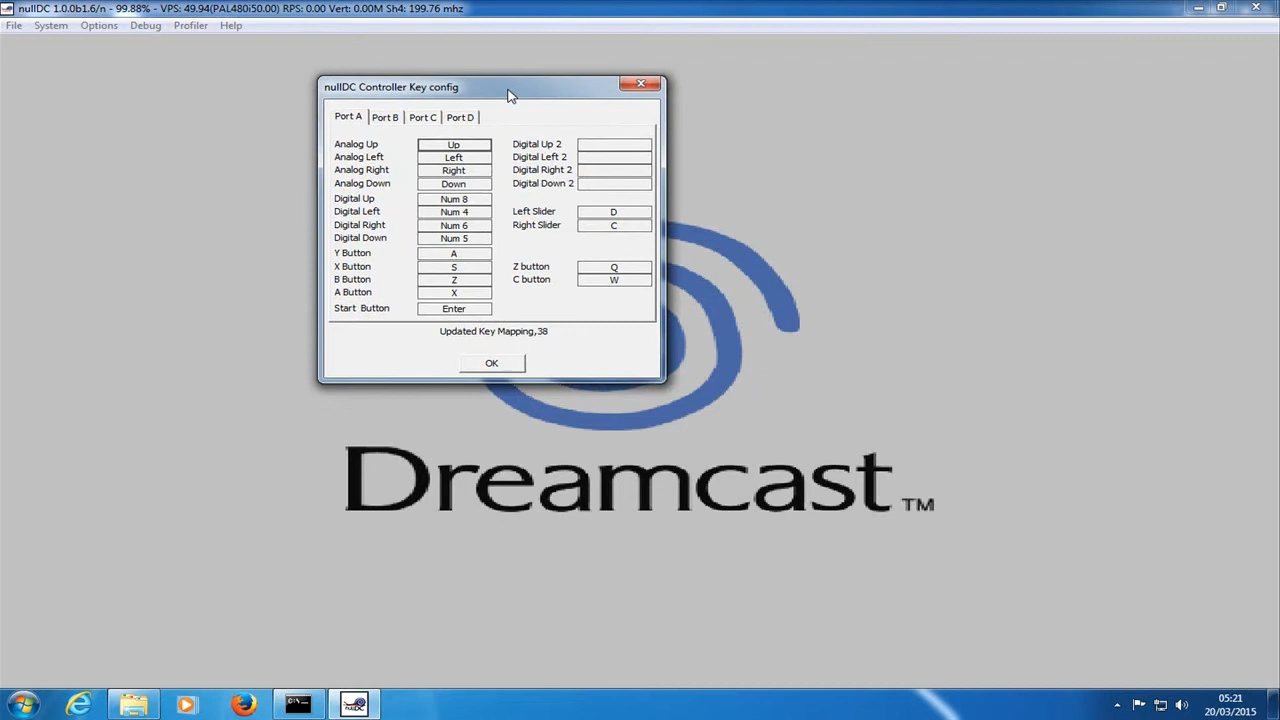 nullDC 1.0.0b1.6/n - 99.88% - VPS: 49.94(PAL480i50.00) RPS: 0.00 Vert: 0.00M Sh4: 199.76 mhz
File System Options Debug Profiler Help
nullDC Controller Key config
Port A Port B Port C Port D
Analog Up Up Digital Up 2
Analog Left Left Digital Left 2
Analog Right Right Digital Right 2
Analog Down Down Digital Down 2
Digital Up Num 8
Digital Left Num 4 Left Slider D
Digital Right Num 6 Right Slider C
Digital Down Num 5
Y Button A
X Button S Z button Q
B Button Z C button W
A Button X
Start Button Enter
Updated Key Mapping,38
OK
Dreamcast TM
C:\.
nullDC
05:21
20/03/2015